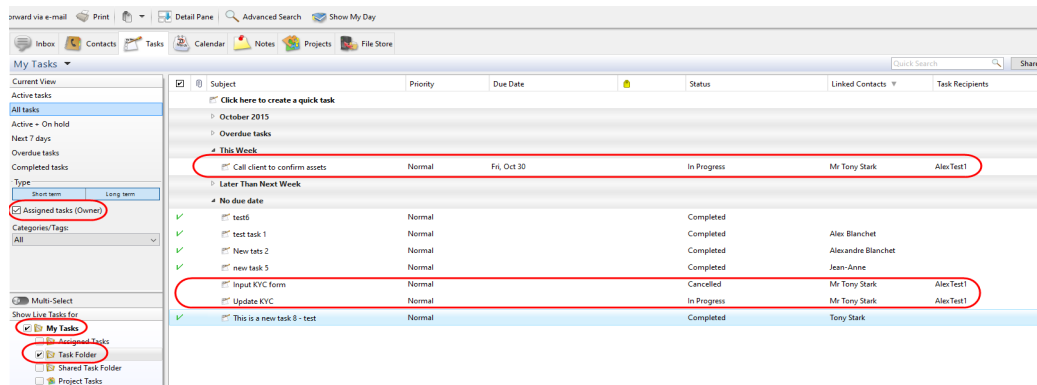 orward via e-mail Print Detail Pane Advanced Search Show My Day
Inbox Contacts Tasks Calendar Notes Projects File Store
My Tasks Quick Search Share
Current View
Active tasks
All tasks
Active + On hold
Next 7 days
Overdue tasks
Completed tasks
Type
Short term Long term
Assigned tasks (Owner)
Categories/Tags:
All
Multi-Select
Show Live Tasks for
My Tasks
Assigned Tasks
Task Folder
Shared Task Folder
Project Tasks
Subject Priority Due Date Status Linked Contacts Task Recipients
Click here to create a quick task
October 2015
Overdue tasks
This Week
Call client to confirm assets Normal Fri, Oct 30 In Progress Mr Tony Stark AlexTest1
Later Than Next Week
No due date
test6 Normal Completed
test task 1 Normal Completed Alex Blanchet
New tats 2 Normal Completed Alexandre Blanchet
new task 5 Normal Completed Jean-Anne
Input KYC form Normal Cancelled Mr Tony Stark AlexTest1
Update KYC Normal In Progress Mr Tony Stark AlexTest1
This is a new task 8 - test Normal Completed Tony Stark